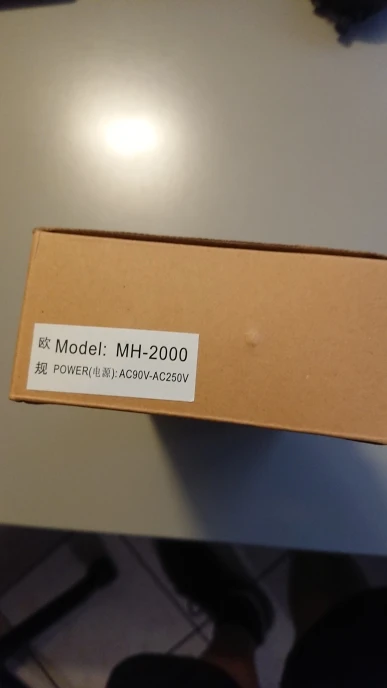 欧 Model: MH-2000
规 POWER(电源): AC90V-AC250V